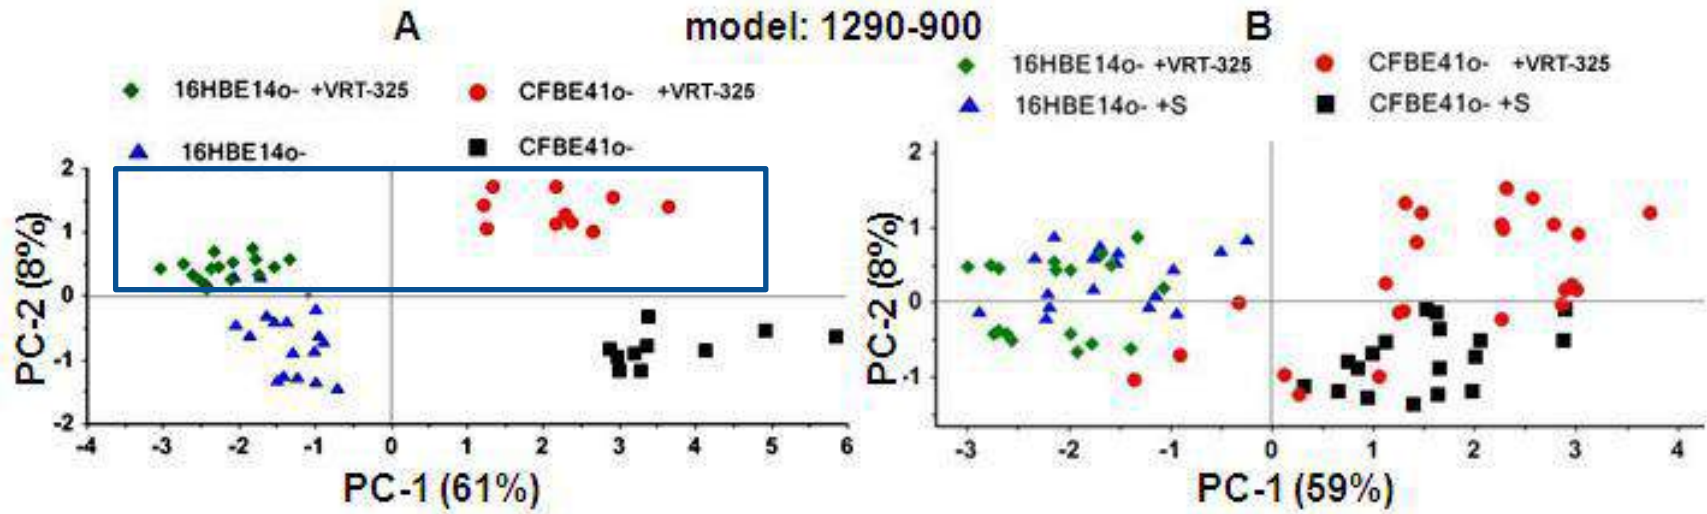 A
model: 1290-900
B
16HBE14o- +VRT-325
CFBE41o- +VRT-325
16HBE14o-
CFBE41o-
16HBE14o- +VRT-325
CFBE41o- +VRT-325
16HBE14o- +S
CFBE41o- +S
PC-2 (8%)
2
1
0
-1
-2
-4 -3 -2 -1 0 1 2 3 4 5 6
PC-1 (61%)
PC-2 (8%)
2
1
0
-1
-3 -2 -1 0 1 2 3 4
PC-1 (59%)